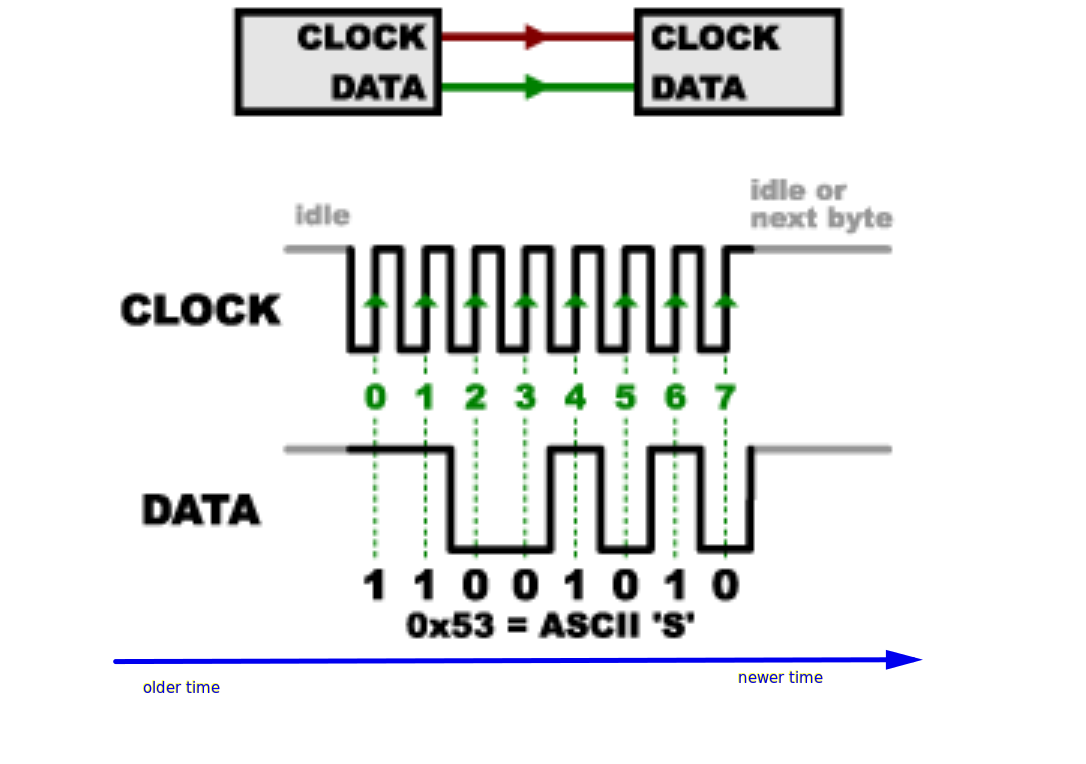 CLOCK CLOCK
DATA DATA
idle
idle or
next byte
CLOCK
0 1 2 3 4 5 6 7
DATA
1 1 0 0 1 0 1 0
0x53 = ASCII 'S'
older time
newer time